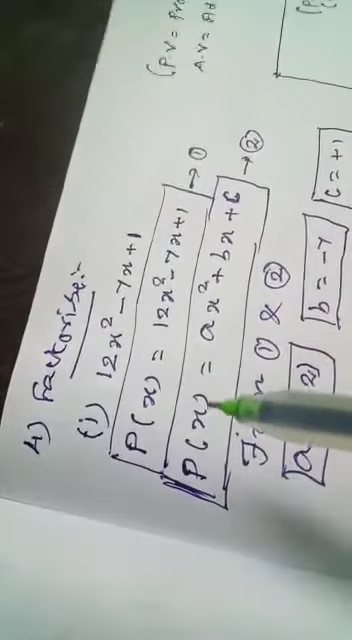 4) Factorise:-
(i) 12x² - 7x + 1
P(x) = 12x² - 7x + 1 → ①
P(x) = ax² + bx + c → ②
From ① & ②
a b = -7 c = +1
(P.V =
A.V =